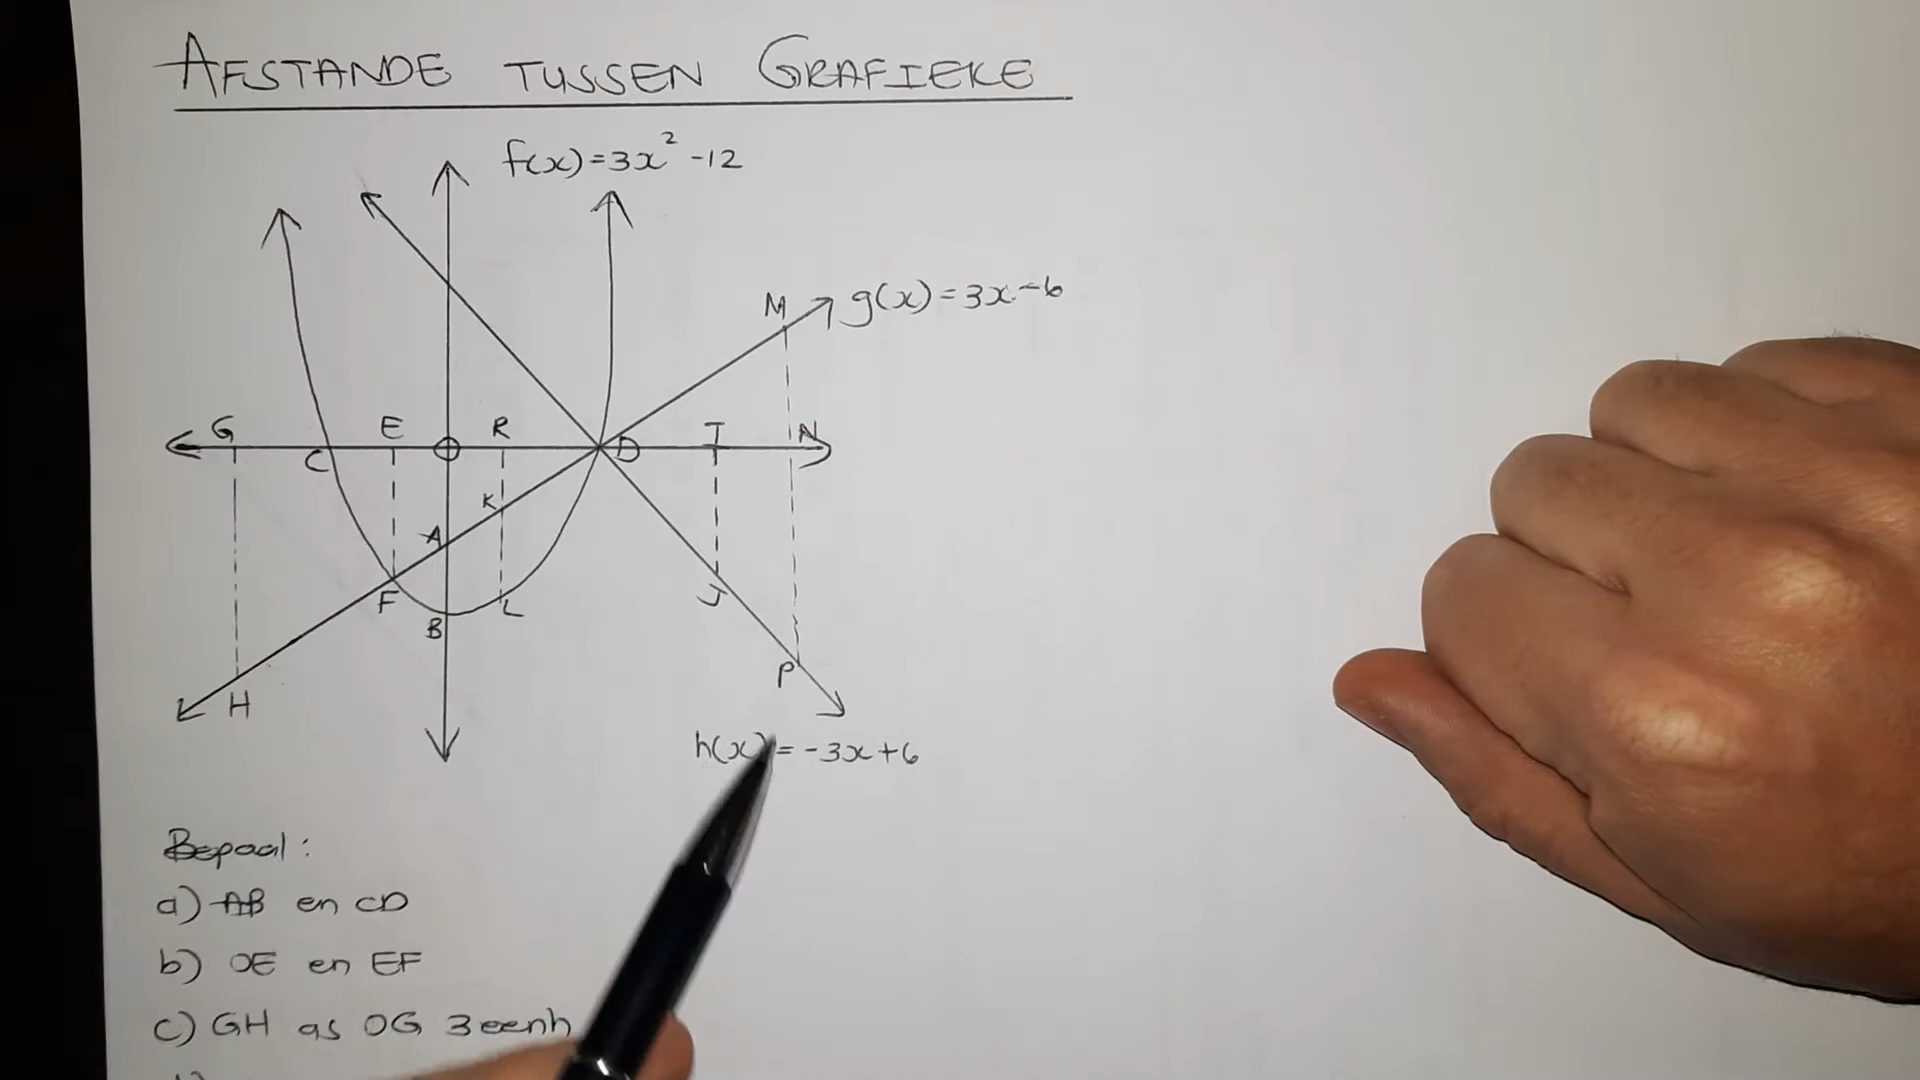 AFSTANDE TUSSEN GRAFIEKE
f(x)=3x²-12
M g(x)=3x-6
G E R T N
C D
K
A
F L J
B
P
H
h(x)=-3x+6
Bepaal:
a) AB en CD
b) OE en EF
c) GH as OG 3 eenh